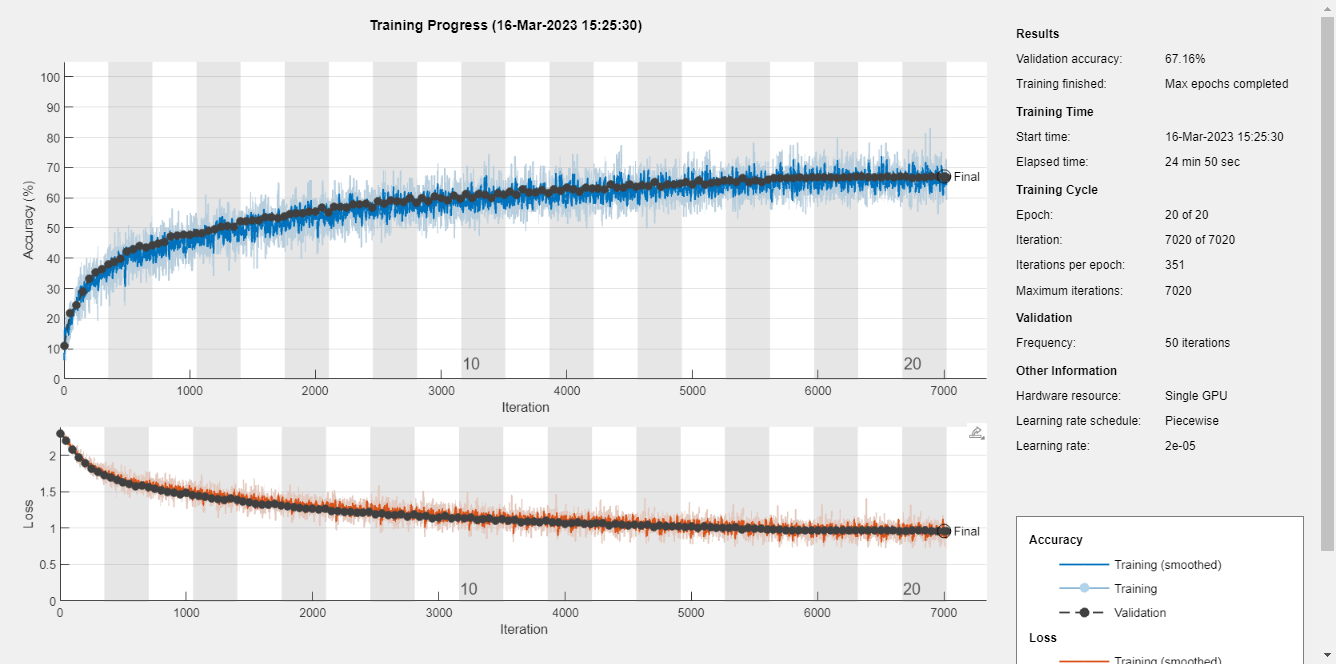 Training Progress (16-Mar-2023 15:25:30)
100
90
80
70
60
50
40
30
20
10
0
Accuracy (%)
Final
10
20
0
1000
2000
3000
4000
5000
6000
7000
Iteration
2
1.5
1
0.5
0
Loss
Final
10
20
0
1000
2000
3000
4000
5000
6000
7000
Iteration
Results
Validation accuracy: 67.16%
Training finished: Max epochs completed
Training Time
Start time: 16-Mar-2023 15:25:30
Elapsed time: 24 min 50 sec
Training Cycle
Epoch: 20 of 20
Iteration: 7020 of 7020
Iterations per epoch: 351
Maximum iterations: 7020
Validation
Frequency: 50 iterations
Other Information
Hardware resource: Single GPU
Learning rate schedule: Piecewise
Learning rate: 2e-05
Accuracy
Training (smoothed)
Training
Validation
Loss
Training (smoothed)